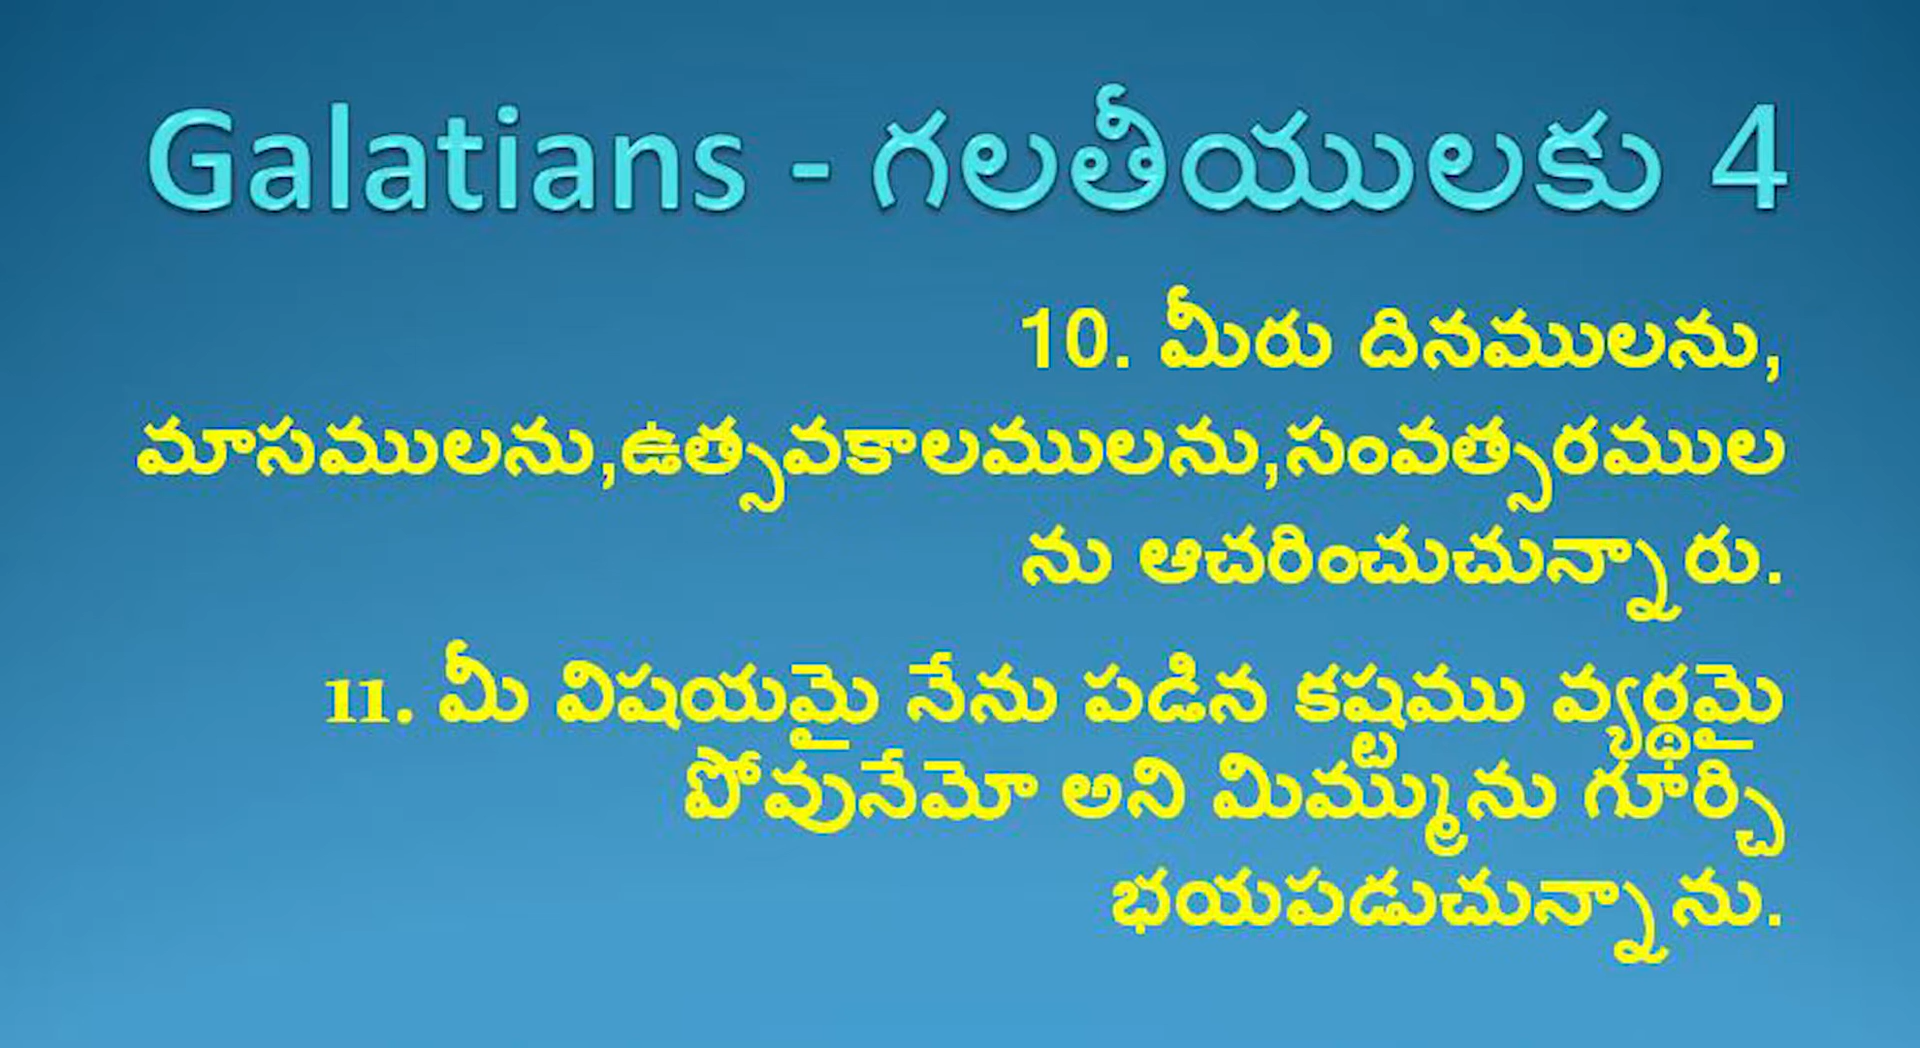 Galatians - గలతీయులకు 4
10. మీరు దినములను,
మాసములను,ఉత్సవకాలములను,సంవత్సరముల
ను ఆచరించుచున్నారు.
11. మీ విషయమై నేను పడిన కష్టము వ్యర్థమై
పోవునేమో అని మిమ్మును గూర్చి
భయపడుచున్నాను.